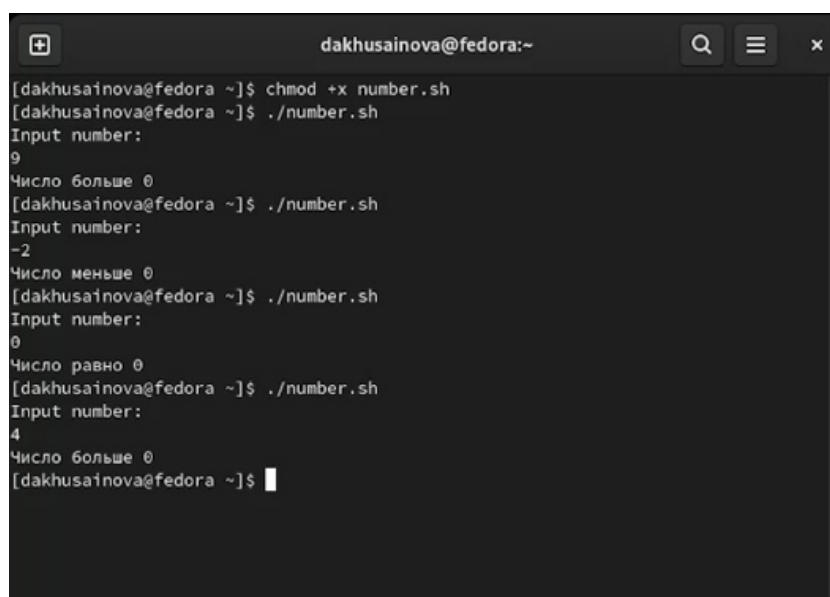 dakhusainova@fedora:~
[dakhusainova@fedora ~]$ chmod +x number.sh
[dakhusainova@fedora ~]$ ./number.sh
Input number:
9
Число больше 0
[dakhusainova@fedora ~]$ ./number.sh
Input number:
-2
Число меньше 0
[dakhusainova@fedora ~]$ ./number.sh
Input number:
0
Число равно 0
[dakhusainova@fedora ~]$ ./number.sh
Input number:
4
Число больше 0
[dakhusainova@fedora ~]$